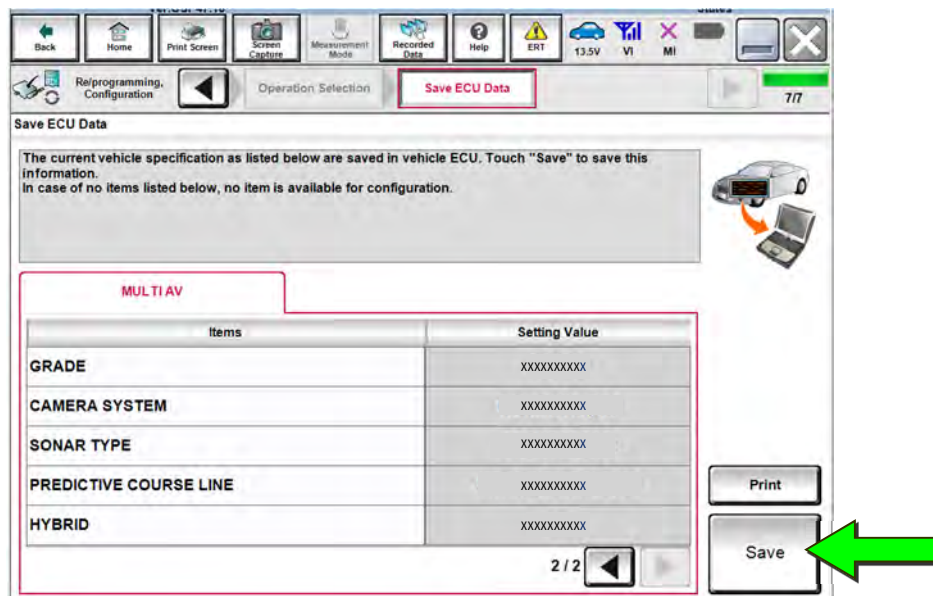 Back
Home
Print Screen
Screen Capture
Measurement Mode
Recorded Data
Help
ERT
13.5V
VI
MI
Re/programming, Configuration
Operation Selection
Save ECU Data
7/7
Save ECU Data
The current vehicle specification as listed below are saved in vehicle ECU. Touch "Save" to save this
information.
In case of no items listed below, no item is available for configuration.
MULTI AV
Items
Setting Value
GRADE
XXXXXXXXXX
CAMERA SYSTEM
XXXXXXXXXX
SONAR TYPE
XXXXXXXXXX
PREDICTIVE COURSE LINE
XXXXXXXXXX
HYBRID
XXXXXXXXXX
Print
2/2
Save